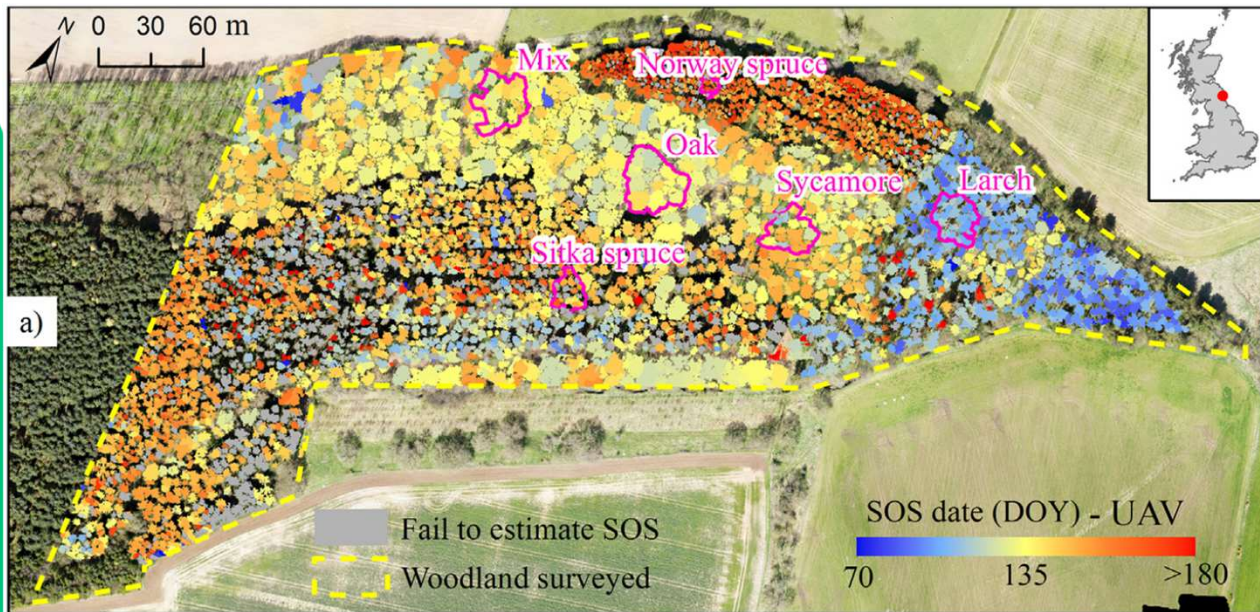 N 0 30 60 m
Mix
Norway spruce
Oak
Sycamore
Larch
Sitka spruce
a)
Fail to estimate SOS
Woodland surveyed
SOS date (DOY) - UAV
70 135 >180